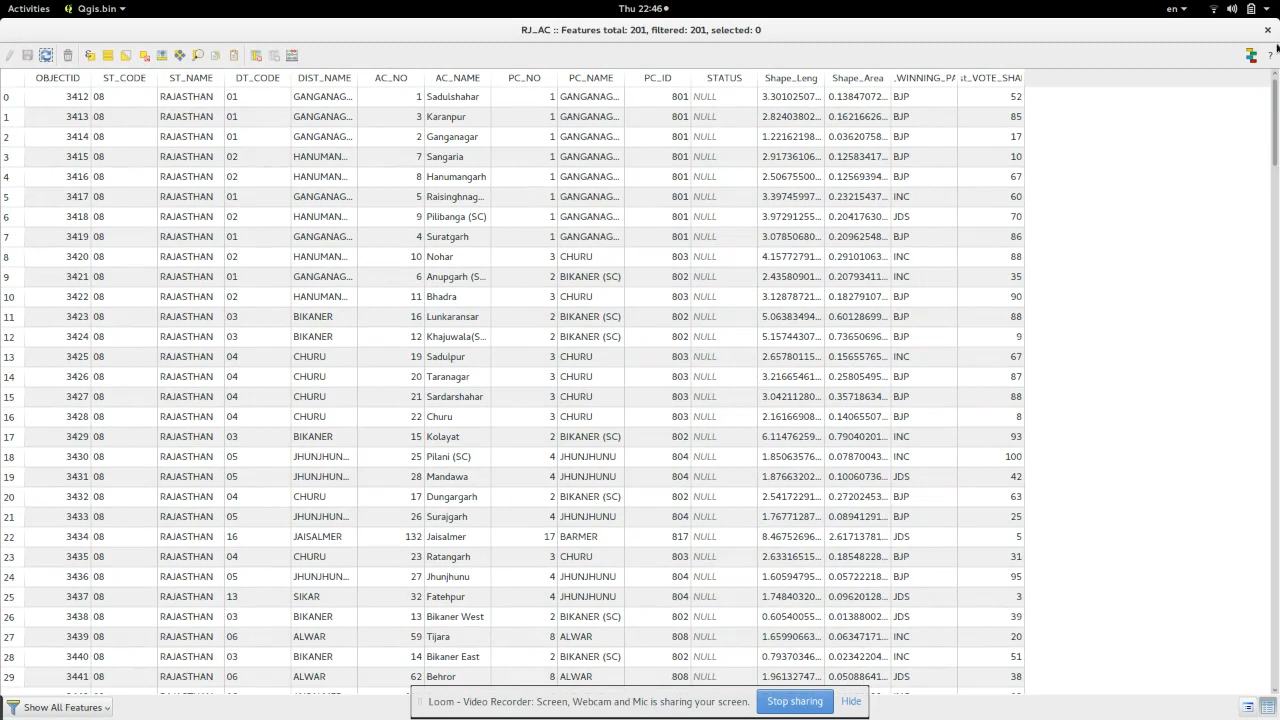 Activities Qgis.bin Thu 22:46 en
RJ_AC :: Features total: 201, filtered: 201, selected: 0
OBJECTID ST_CODE ST_NAME DT_CODE DIST_NAME AC_NO AC_NAME PC_NO PC_NAME PC_ID STATUS Shape_Leng Shape_Area _WINNING_PA st_VOTE_SHAI
0 3412 08 RAJASTHAN 01 GANGANAG... 1 Sadulshahar 1 GANGANAG... 801 NULL 3.30102507... 0.13847072... BJP 52
1 3413 08 RAJASTHAN 01 GANGANAG... 3 Karanpur 1 GANGANAG... 801 NULL 2.82403802... 0.16216626... BJP 85
2 3414 08 RAJASTHAN 01 GANGANAG... 2 Ganganagar 1 GANGANAG... 801 NULL 1.22162198... 0.03620758... BJP 17
3 3415 08 RAJASTHAN 02 HANUMAN... 7 Sangaria 1 GANGANAG... 801 NULL 2.91736106... 0.12583417... BJP 10
4 3416 08 RAJASTHAN 02 HANUMAN... 8 Hanumangarh 1 GANGANAG... 801 NULL 2.50675500... 0.12569394... BJP 67
5 3417 08 RAJASTHAN 01 GANGANAG... 5 Raisinghnag... 1 GANGANAG... 801 NULL 3.39745997... 0.23215437... INC 60
6 3418 08 RAJASTHAN 02 HANUMAN... 9 Pilibanga (SC) 1 GANGANAG... 801 NULL 3.97291255... 0.20417630... JDS 70
7 3419 08 RAJASTHAN 01 GANGANAG... 4 Suratgarh 1 GANGANAG... 801 NULL 3.07850680... 0.20962548... BJP 86
8 3420 08 RAJASTHAN 02 HANUMAN... 10 Nohar 3 CHURU 803 NULL 4.15772791... 0.29101063... INC 88
9 3421 08 RAJASTHAN 01 GANGANAG... 6 Anupgarh (S... 2 BIKANER (SC) 802 NULL 2.43580901... 0.20793411... INC 35
10 3422 08 RAJASTHAN 02 HANUMAN... 11 Bhadra 3 CHURU 803 NULL 3.12878721... 0.18279107... BJP 90
11 3423 08 RAJASTHAN 03 BIKANER 16 Lunkaransar 2 BIKANER (SC) 802 NULL 5.06383494... 0.60128699... BJP 88
12 3424 08 RAJASTHAN 03 BIKANER 12 Khajuwala(S... 2 BIKANER (SC) 802 NULL 5.15744307... 0.73650696... BJP 9
13 3425 08 RAJASTHAN 04 CHURU 19 Sadulpur 3 CHURU 803 NULL 2.65780115... 0.15655765... INC 67
14 3426 08 RAJASTHAN 04 CHURU 20 Taranagar 3 CHURU 803 NULL 3.21665461... 0.25805495... BJP 87
15 3427 08 RAJASTHAN 04 CHURU 21 Sardarshahar 3 CHURU 803 NULL 3.04211280... 0.35718634... BJP 88
16 3428 08 RAJASTHAN 04 CHURU 22 Churu 3 CHURU 803 NULL 2.16166908... 0.14065507... BJP 8
17 3429 08 RAJASTHAN 03 BIKANER 15 Kolayat 2 BIKANER (SC) 802 NULL 6.11476259... 0.79040201... INC 93
18 3430 08 RAJASTHAN 05 JHUNJHUN... 25 Pilani (SC) 4 JHUNJHUNU 804 NULL 1.85063576... 0.07870043... INC 100
19 3431 08 RAJASTHAN 05 JHUNJHUN... 28 Mandawa 4 JHUNJHUNU 804 NULL 1.87663202... 0.10060736... JDS 42
20 3432 08 RAJASTHAN 04 CHURU 17 Dungargarh 2 BIKANER (SC) 802 NULL 2.54172291... 0.27202453... BJP 63
21 3433 08 RAJASTHAN 05 JHUNJHUN... 26 Surajgarh 4 JHUNJHUNU 804 NULL 1.76771287... 0.08941291... BJP 25
22 3434 08 RAJASTHAN 16 JAISALMER 132 Jaisalmer 17 BARMER 817 NULL 8.46752696... 2.61713781... JDS 5
23 3435 08 RAJASTHAN 04 CHURU 23 Ratangarh 3 CHURU 803 NULL 2.63316515... 0.18548228... BJP 31
24 3436 08 RAJASTHAN 05 JHUNJHUN... 27 Jhunjhunu 4 JHUNJHUNU 804 NULL 1.60594795... 0.05722218... BJP 95
25 3437 08 RAJASTHAN 13 SIKAR 32 Fatehpur 4 JHUNJHUNU 804 NULL 1.74840320... 0.09620128... JDS 3
26 3438 08 RAJASTHAN 03 BIKANER 13 Bikaner West 2 BIKANER (SC) 802 NULL 0.60540055... 0.01388002... JDS 39
27 3439 08 RAJASTHAN 06 ALWAR 59 Tijara 8 ALWAR 808 NULL 1.65990663... 0.06347171... INC 20
28 3440 08 RAJASTHAN 03 BIKANER 14 Bikaner East 2 BIKANER (SC) 802 NULL 0.79370346... 0.02342204... INC 51
29 3441 08 RAJASTHAN 06 ALWAR 62 Behror 8 ALWAR 808 NULL 1.96132747... 0.05088641... JDS 38
Show All Features
Loom - Video Recorder: Screen, Webcam and Mic is sharing your screen. Stop sharing Hide